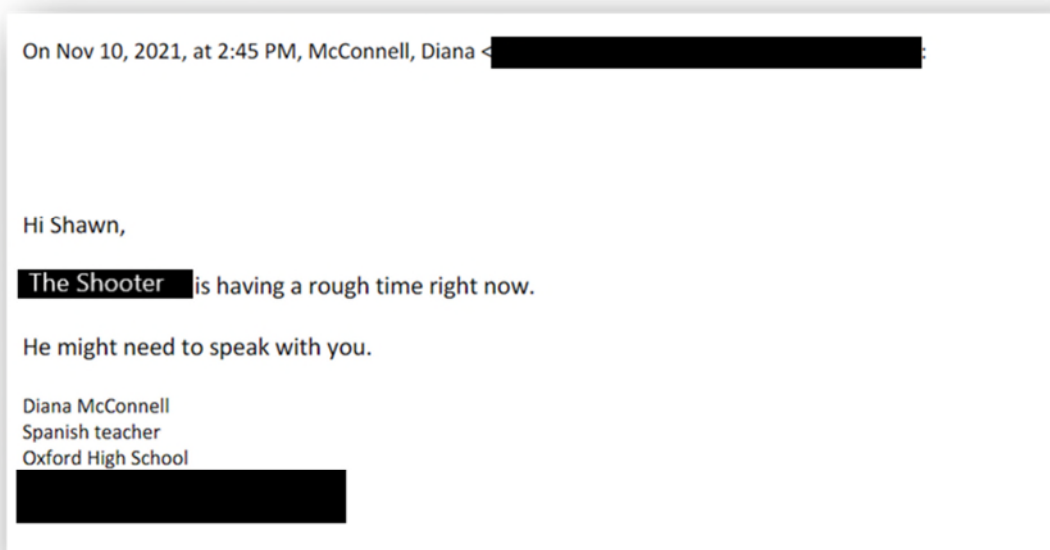 On Nov 10, 2021, at 2:45 PM, McConnell, Diana <:
Hi Shawn,
The Shooter is having a rough time right now.
He might need to speak with you.
Diana McConnell
Spanish teacher
Oxford High School